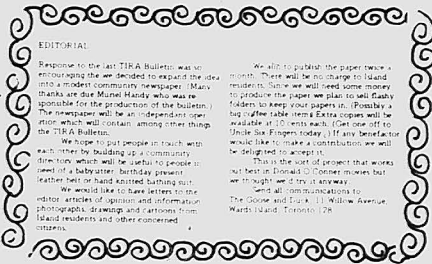 EDITORIAL
Response to the last TIRA Bulletin was so
encouraging the we decided to expand the idea
into a modest community newspaper. (Many
thanks are due Muriel Handy who was re
sponsible for the production of the bulletin.)
The newspaper will be an independent oper
ation which will contain among other things
the TIRA Bulletin.
We hope to put people in touch with
each other by building up a community
directory which will be useful to people in
need of a babysitter, birthday present
leather belt or hand knitted bathing suit.
We would like to have letters to the
editor, articles of opinion and information
photographs, drawings and cartoons from
Island residents and other concerned
citizens.
We aim to publish the paper twice a
month. There will be no charge to Island
residents. Since we will need some money
to produce the paper we plan to sell flashy
folders to keep your papers in. (Possibly a
big coffee table item) Extra copies will be
available at 10 cents each. (Get one off to
Uncle Six-Fingers today.) If any benefactor
would like to make a contribution we will
be delighted to accept it.
This is the sort of project that works
out best in Donald O'Connor movies but
we thought we'd try it anyway.
Send all communications to
The Goose and Duck, 11 Willow Avenue,
Wards Island, Toronto 128